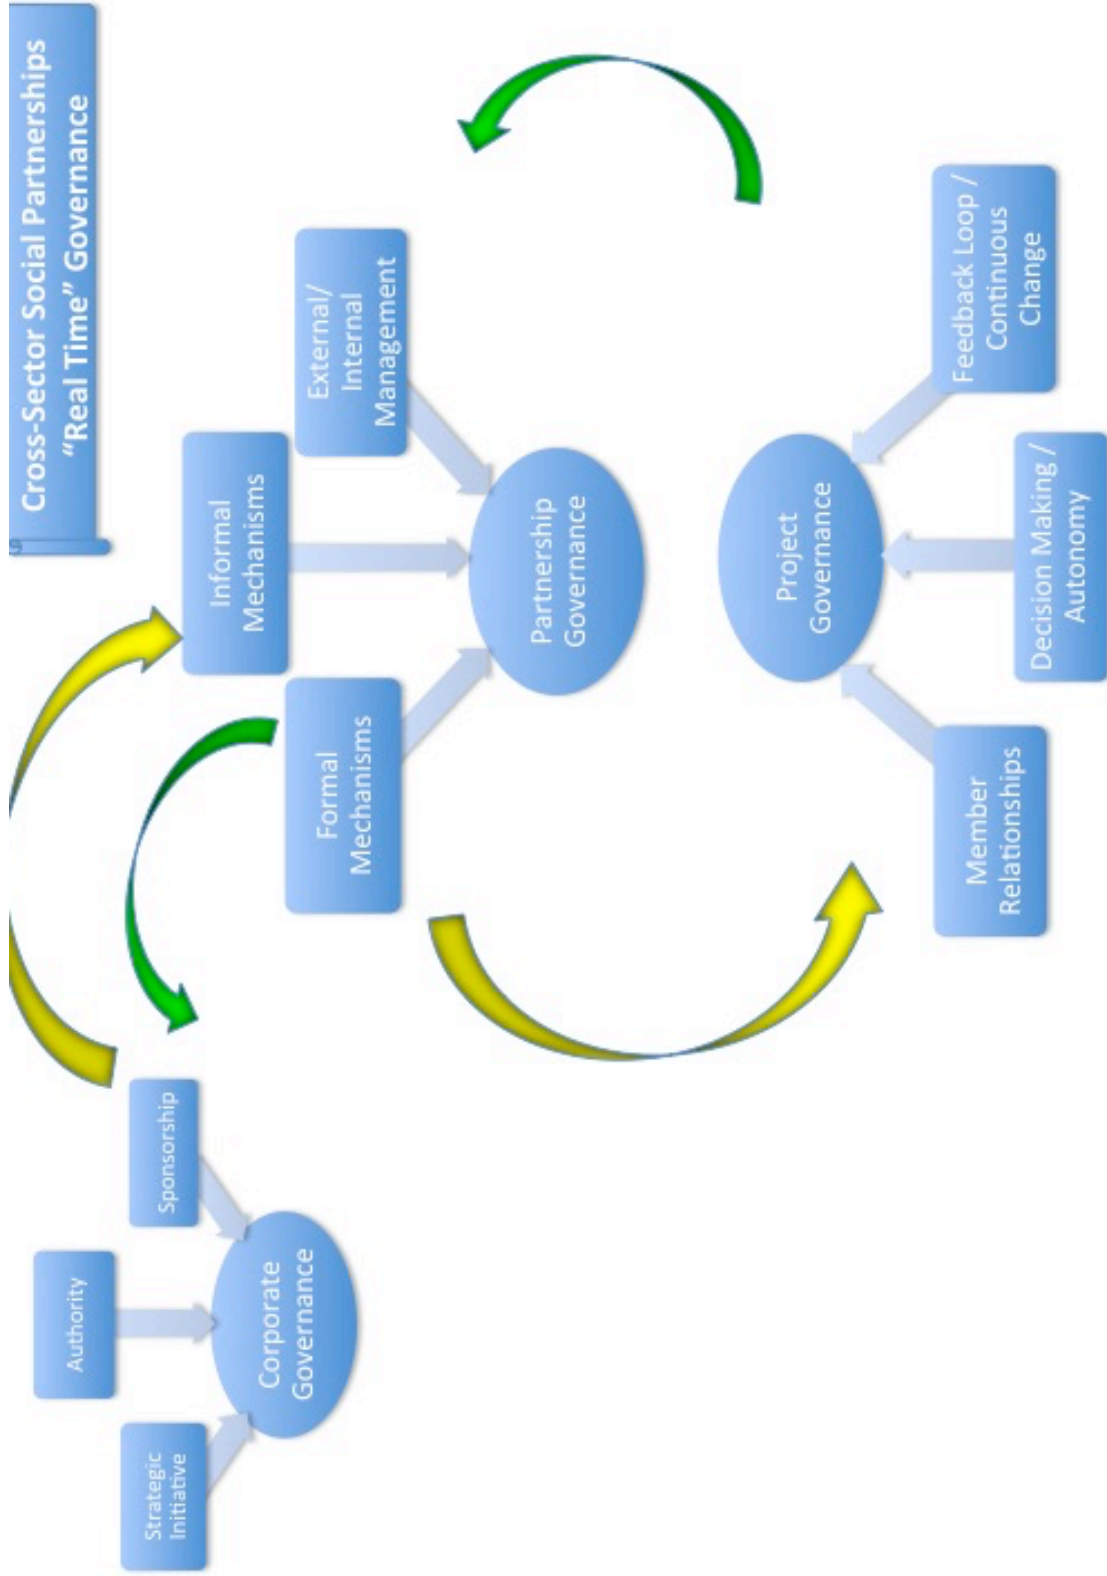 Cross-Sector Social Partnerships
“Real Time” Governance
Strategic
Initiative
Authority
Sponsorship
Corporate
Governance
Formal
Mechanisms
Informal
Mechanisms
External/
Internal
Management
Partnership
Governance
Project
Governance
Member
Relationships
Decision Making /
Autonomy
Feedback Loop /
Continuous
Change